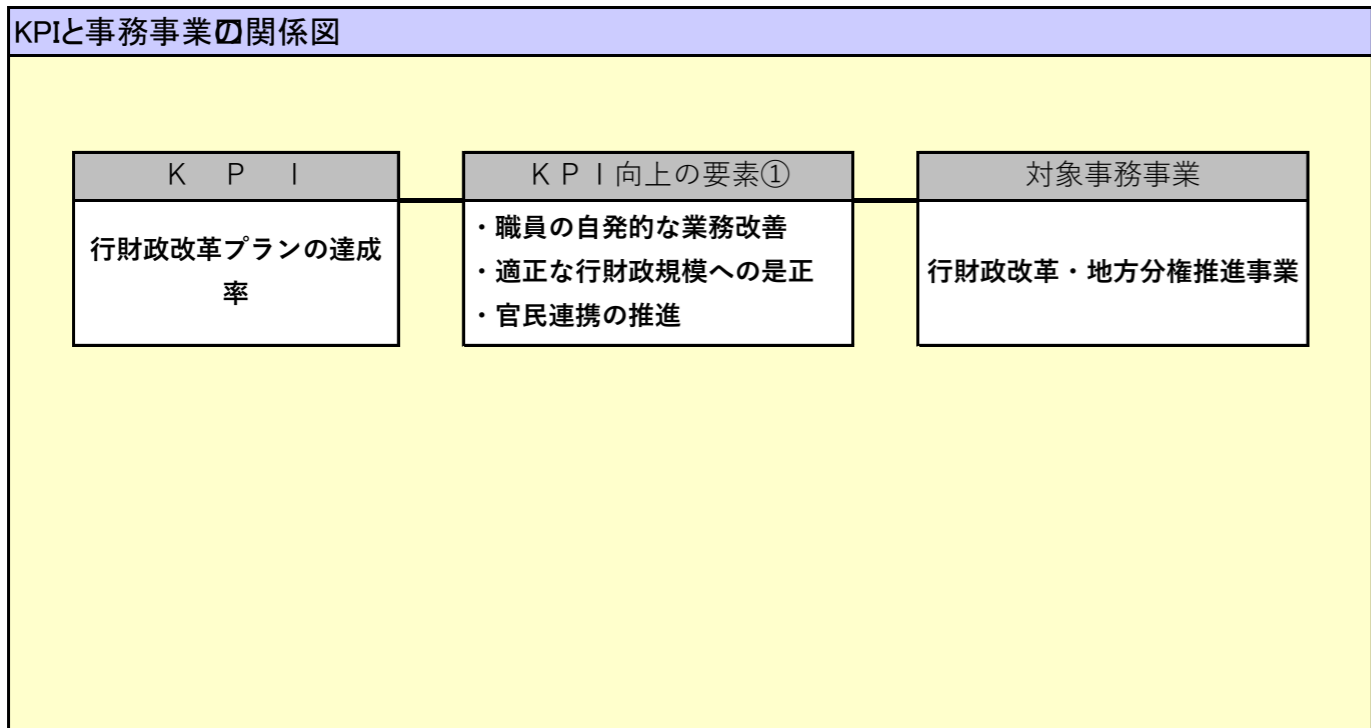 KPIと事務事業の関係図
Ｋ　Ｐ　Ｉ
ＫＰＩ向上の要素①
対象事務事業
行財政改革プランの達成
率
・職員の自発的な業務改善
・適正な行財政規模への是正
・官民連携の推進
行財政改革・地方分権推進事業